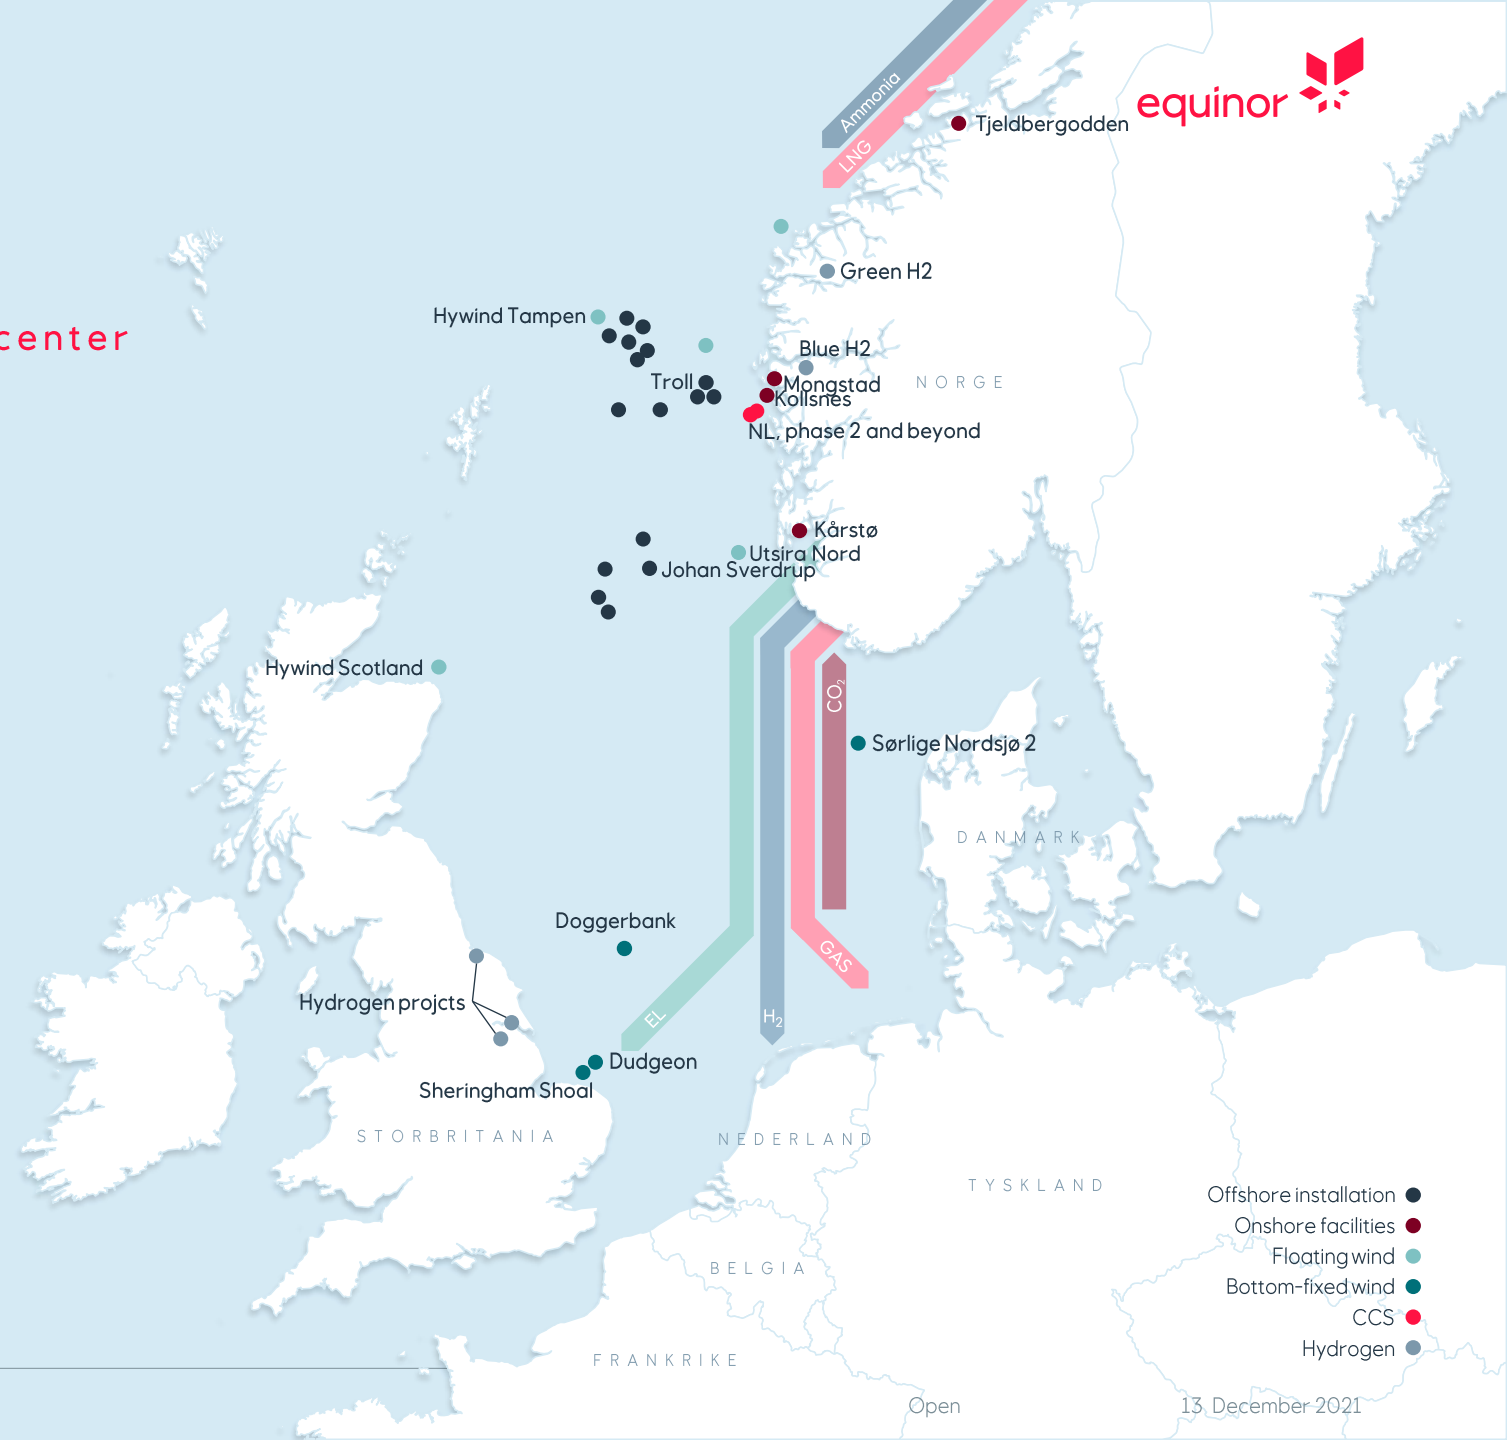 Ammonia
LNG
equinor
Tjeldbergodden
Green H2
Hywind Tampen
center
Blue H2
Troll
Mongstad
NORGE
Kollsnes
NL, phase 2 and beyond
Kårstø
Utsira Nord
Johan Sverdrup
Hywind Scotland
CO₂
Sørlige Nordsjø 2
DANMARK
Doggerbank
GAS
Hydrogen projcts
EL
H₂
Dudgeon
Sheringham Shoal
STORBRITANIA
NEDERLAND
TYSKLAND
Offshore installation
Onshore facilities
Floating wind
BELGIA
Bottom-fixed wind
CCS
Hydrogen
FRANKRIKE
Open
13 December 2021